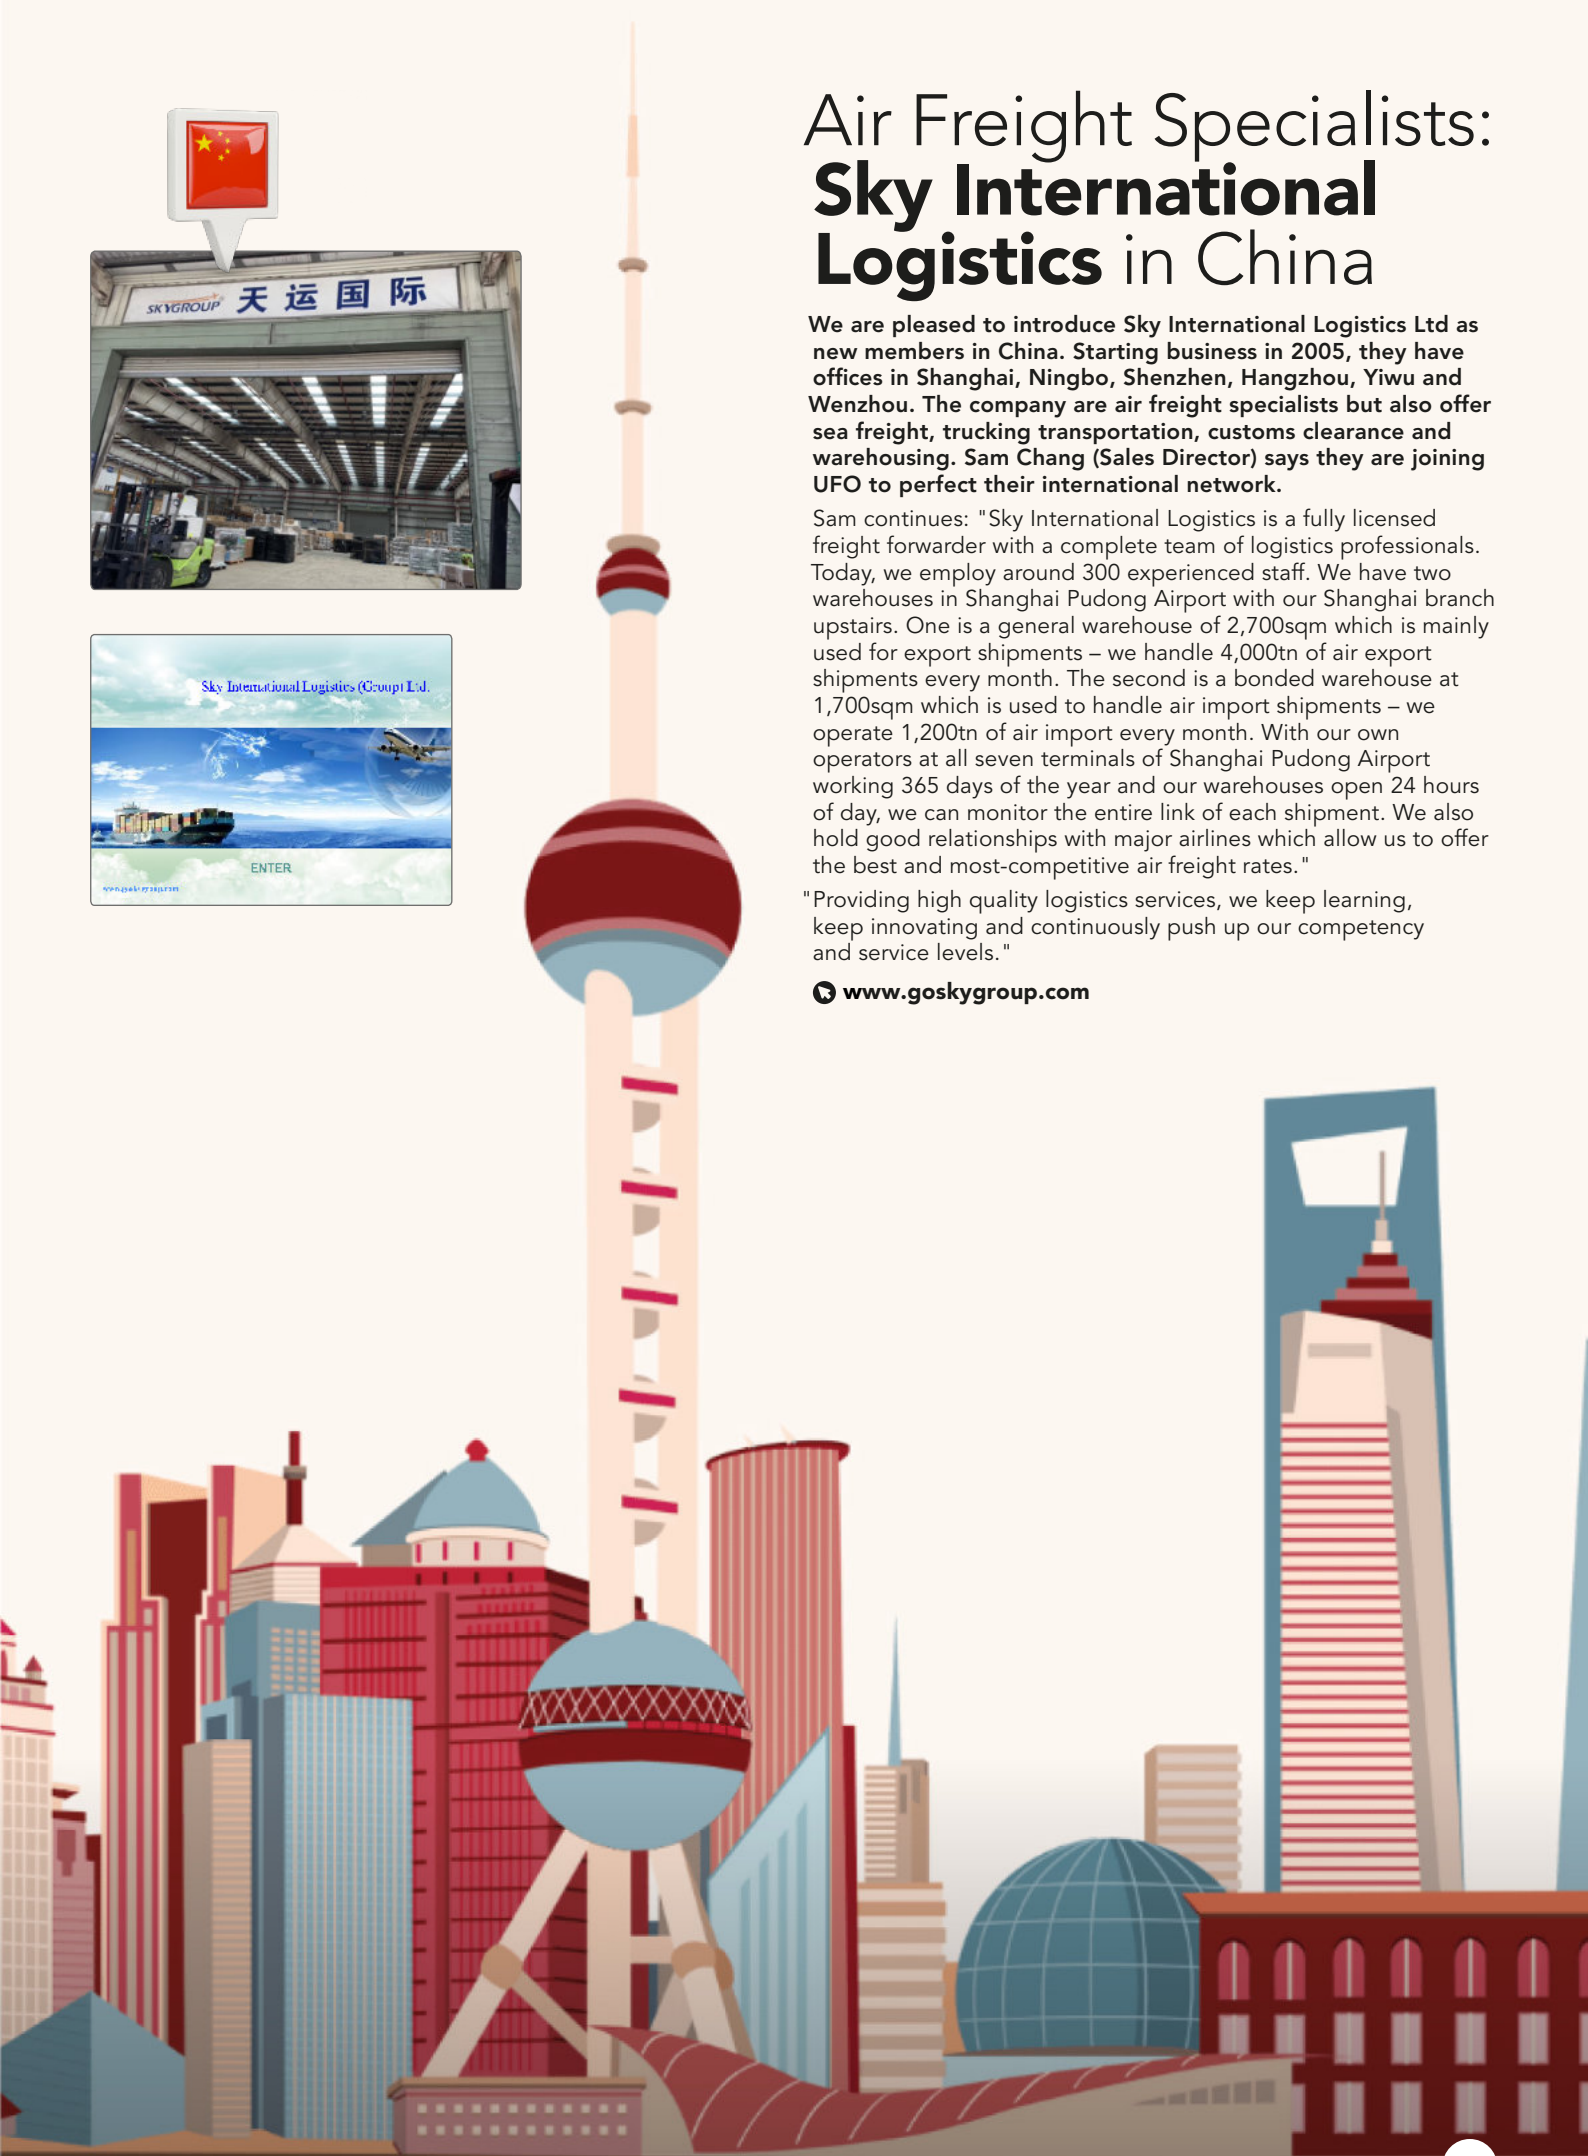 Air Freight Specialists:
Sky International
Logistics in China
We are pleased to introduce Sky International Logistics Ltd as
new members in China. Starting business in 2005, they have
offices in Shanghai, Ningbo, Shenzhen, Hangzhou, Yiwu and
Wenzhou. The company are air freight specialists but also offer
sea freight, trucking transportation, customs clearance and
warehousing. Sam Chang (Sales Director) says they are joining
UFO to perfect their international network.
Sam continues: "Sky International Logistics is a fully licensed
freight forwarder with a complete team of logistics professionals.
Today, we employ around 300 experienced staff. We have two
warehouses in Shanghai Pudong Airport with our Shanghai branch
upstairs. One is a general warehouse of 2,700sqm which is mainly
used for export shipments – we handle 4,000tn of air export
shipments every month. The second is a bonded warehouse at
1,700sqm which is used to handle air import shipments – we
operate 1,200tn of air import every month. With our own
operators at all seven terminals of Shanghai Pudong Airport
working 365 days of the year and our warehouses open 24 hours
of day, we can monitor the entire link of each shipment. We also
hold good relationships with major airlines which allow us to offer
the best and most-competitive air freight rates."
"Providing high quality logistics services, we keep learning,
keep innovating and continuously push up our competency
and service levels."
www.goskygroup.com
SKYGROUP 天运国际
Sky International Logistics (Group) Ltd.
ENTER